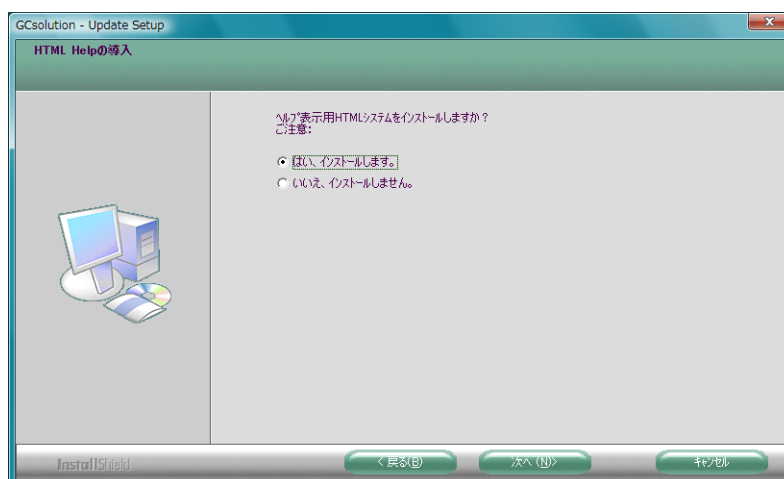 GCsolution - Update Setup
HTML Helpの導入
ﾍﾙﾌﾟ表示用HTMLｼｽﾃﾑをｲﾝｽﾄｰﾙしますか？
ご注意：
はい、ｲﾝｽﾄｰﾙします。
いいえ、ｲﾝｽﾄｰﾙしません。
InstallShield
< 戻る(B)
次へ (N)>
ｷｬﾝｾﾙ